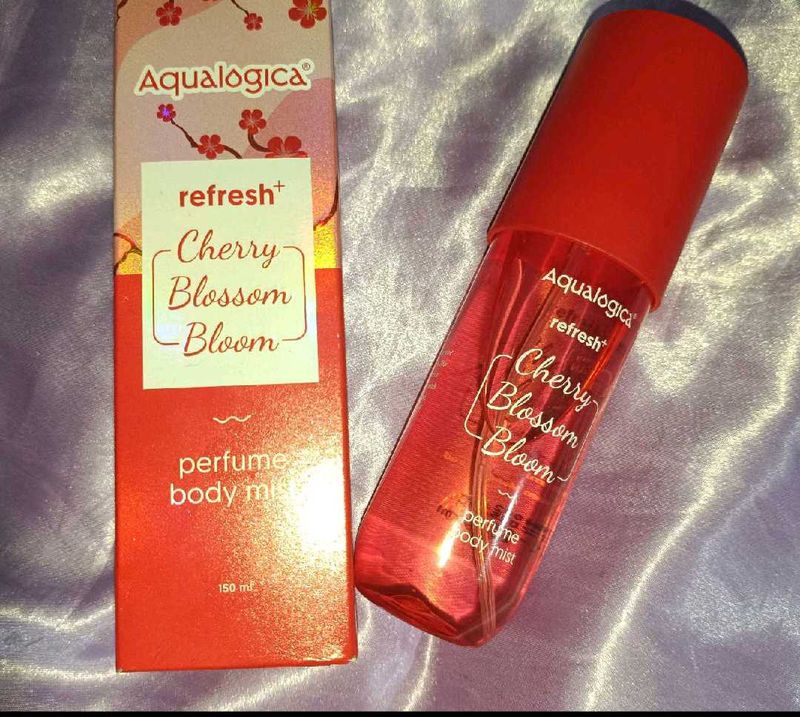 Aqualogica®
refresh+
Cherry
Blossom
Bloom
perfume
body mist
150 ml
Aqualogica®
refresh+
Cherry
Blossom
Bloom
perfume
body mist